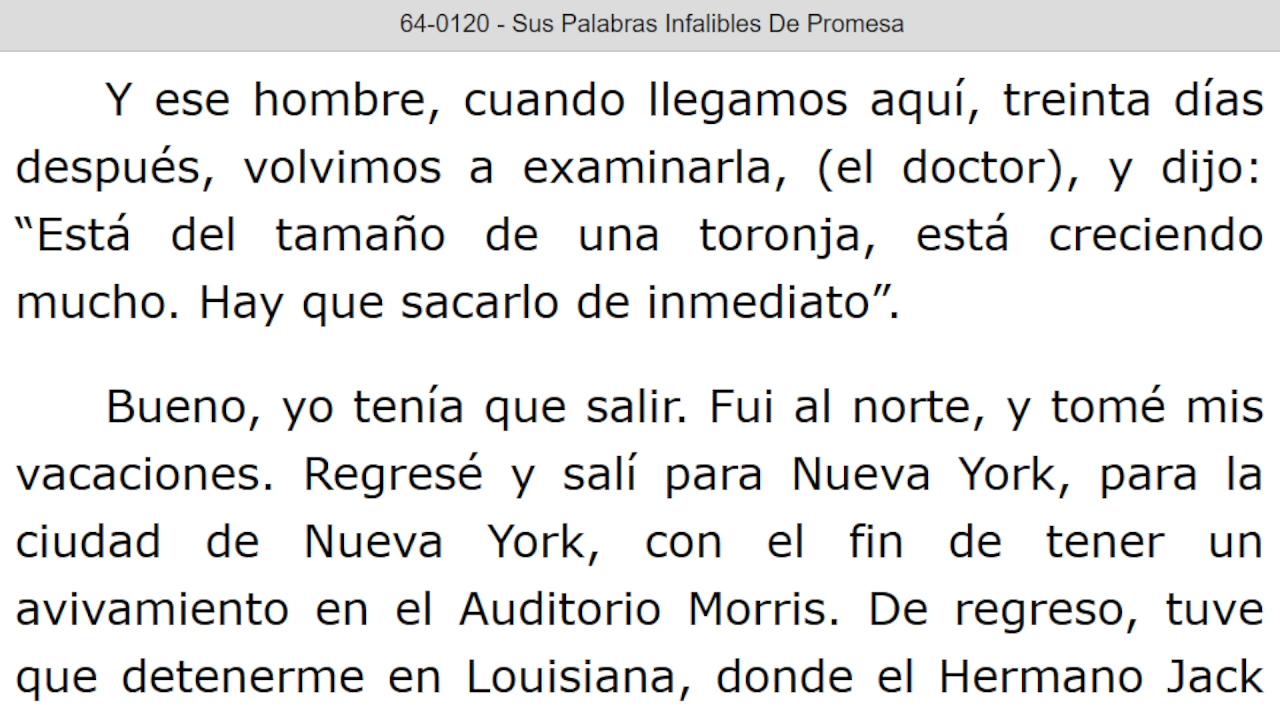 64-0120 - Sus Palabras Infalibles De Promesa
Y ese hombre, cuando llegamos aquí, treinta días
después, volvimos a examinarla, (el doctor), y dijo:
“Está del tamaño de una toronja, está creciendo
mucho. Hay que sacarlo de inmediato”.
Bueno, yo tenía que salir. Fui al norte, y tomé mis
vacaciones. Regresé y salí para Nueva York, para la
ciudad de Nueva York, con el fin de tener un
avivamiento en el Auditorio Morris. De regreso, tuve
que detenerme en Louisiana, donde el Hermano Jack